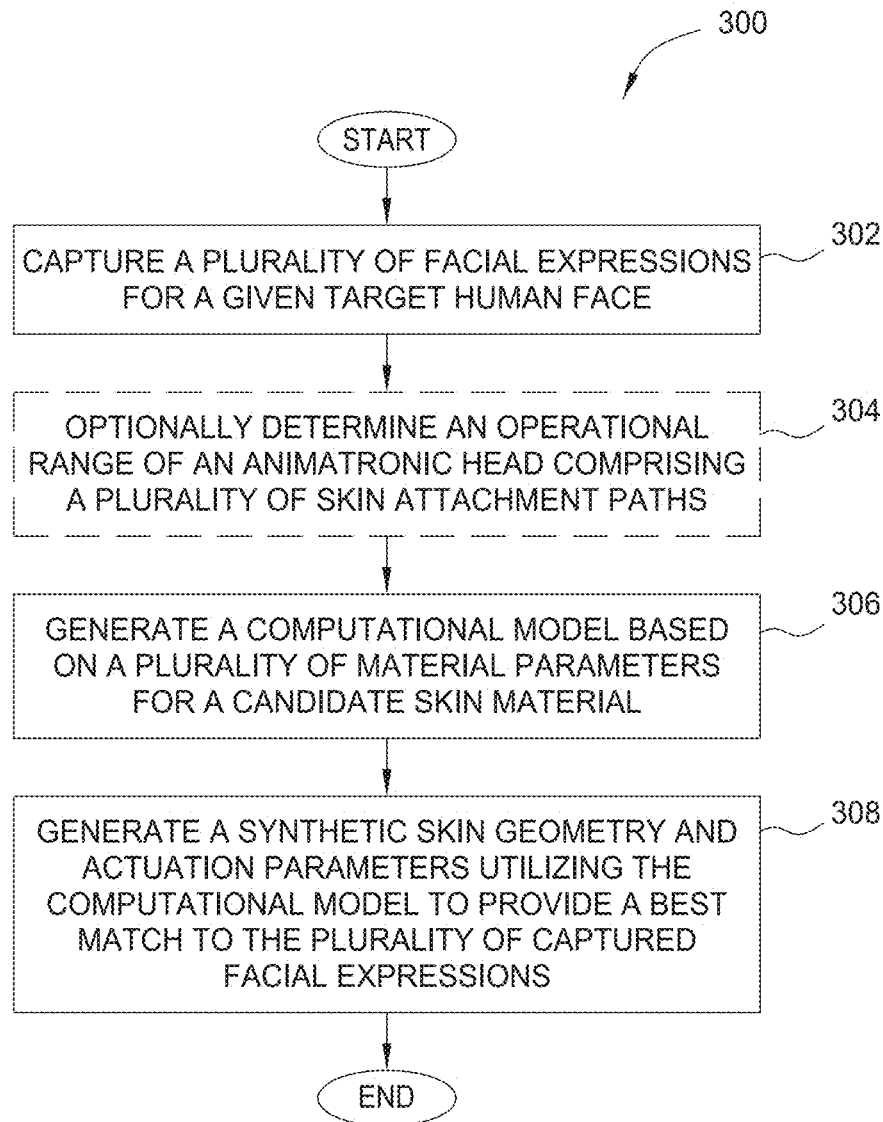 300
START
CAPTURE A PLURALITY OF FACIAL EXPRESSIONS
FOR A GIVEN TARGET HUMAN FACE
302
OPTIONALLY DETERMINE AN OPERATIONAL
RANGE OF AN ANIMATRONIC HEAD COMPRISING
A PLURALITY OF SKIN ATTACHMENT PATHS
304
GENERATE A COMPUTATIONAL MODEL BASED
ON A PLURALITY OF MATERIAL PARAMETERS
FOR A CANDIDATE SKIN MATERIAL
306
GENERATE A SYNTHETIC SKIN GEOMETRY AND
ACTUATION PARAMETERS UTILIZING THE
COMPUTATIONAL MODEL TO PROVIDE A BEST
MATCH TO THE PLURALITY OF CAPTURED
FACIAL EXPRESSIONS
308
END